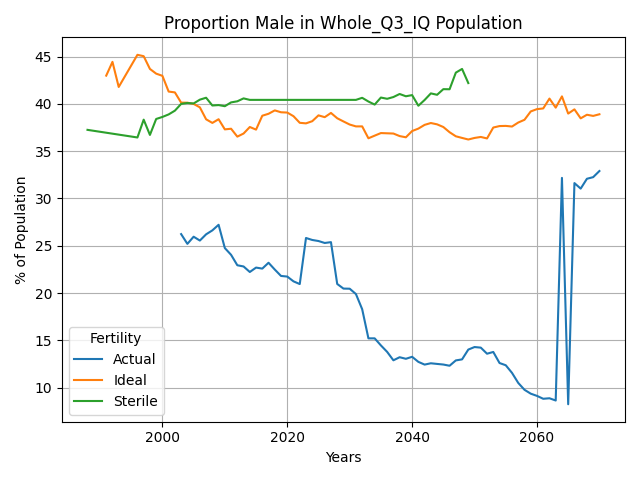 Proportion Male in Whole_Q3_IQ Population
% of Population
45
40
35
30
25
20
15
10
Fertility
Actual
Ideal
Sterile
2000
2020
2040
2060
Years